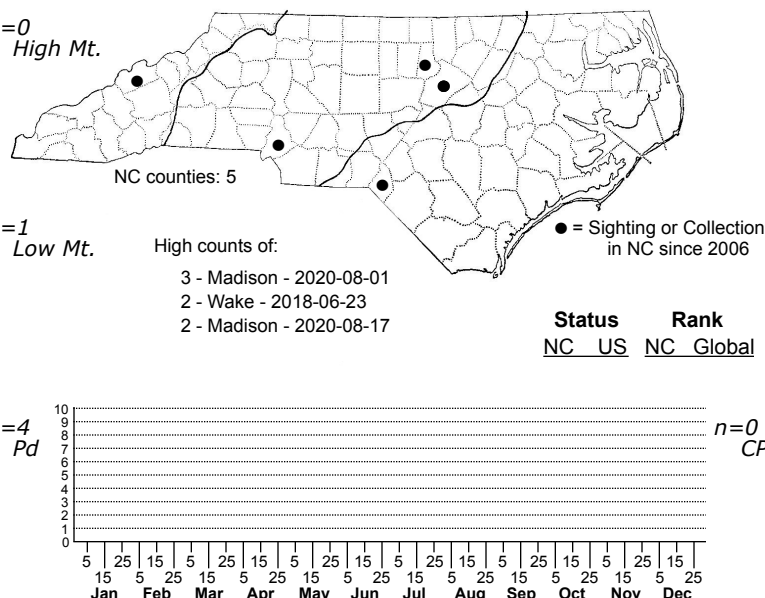 =0
High Mt.
NC counties: 5
=1
Low Mt.
High counts of:
3 - Madison - 2020-08-01
2 - Wake - 2018-06-23
2 - Madison - 2020-08-17
● = Sighting or Collection
in NC since 2006
Status Rank
NC US NC Global
=4
Pd
n=0
CP
10
9
8
7
6
5
4
3
2
1
0
5 25 15 5 25 15 5 25 15 5 25 15 5 25 15 5 25 15
15 5 25 15 5 25 15 5 25 15 5 25 15 5 25 15 5 25
Jan Feb Mar Apr May Jun Jul Aug Sep Oct Nov Dec